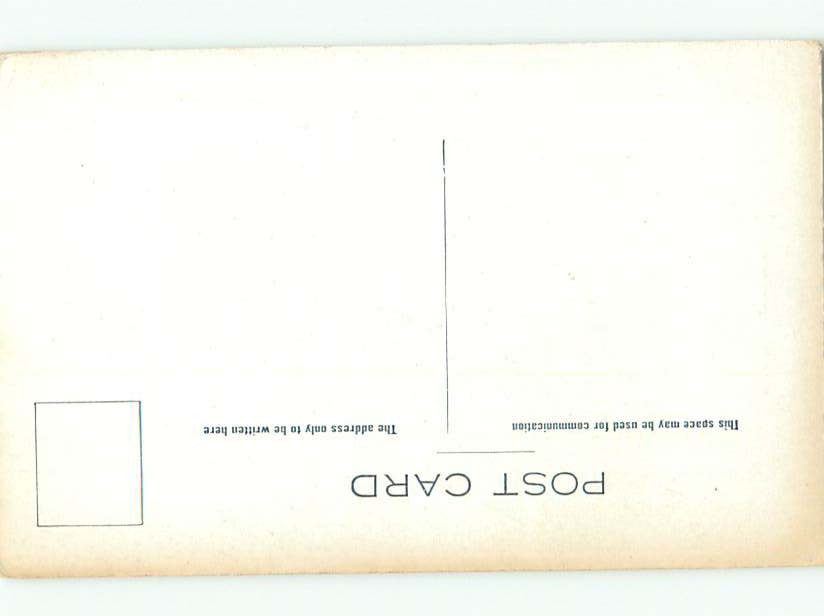 POST CARD
This space may be used for communication
The address only to be written here